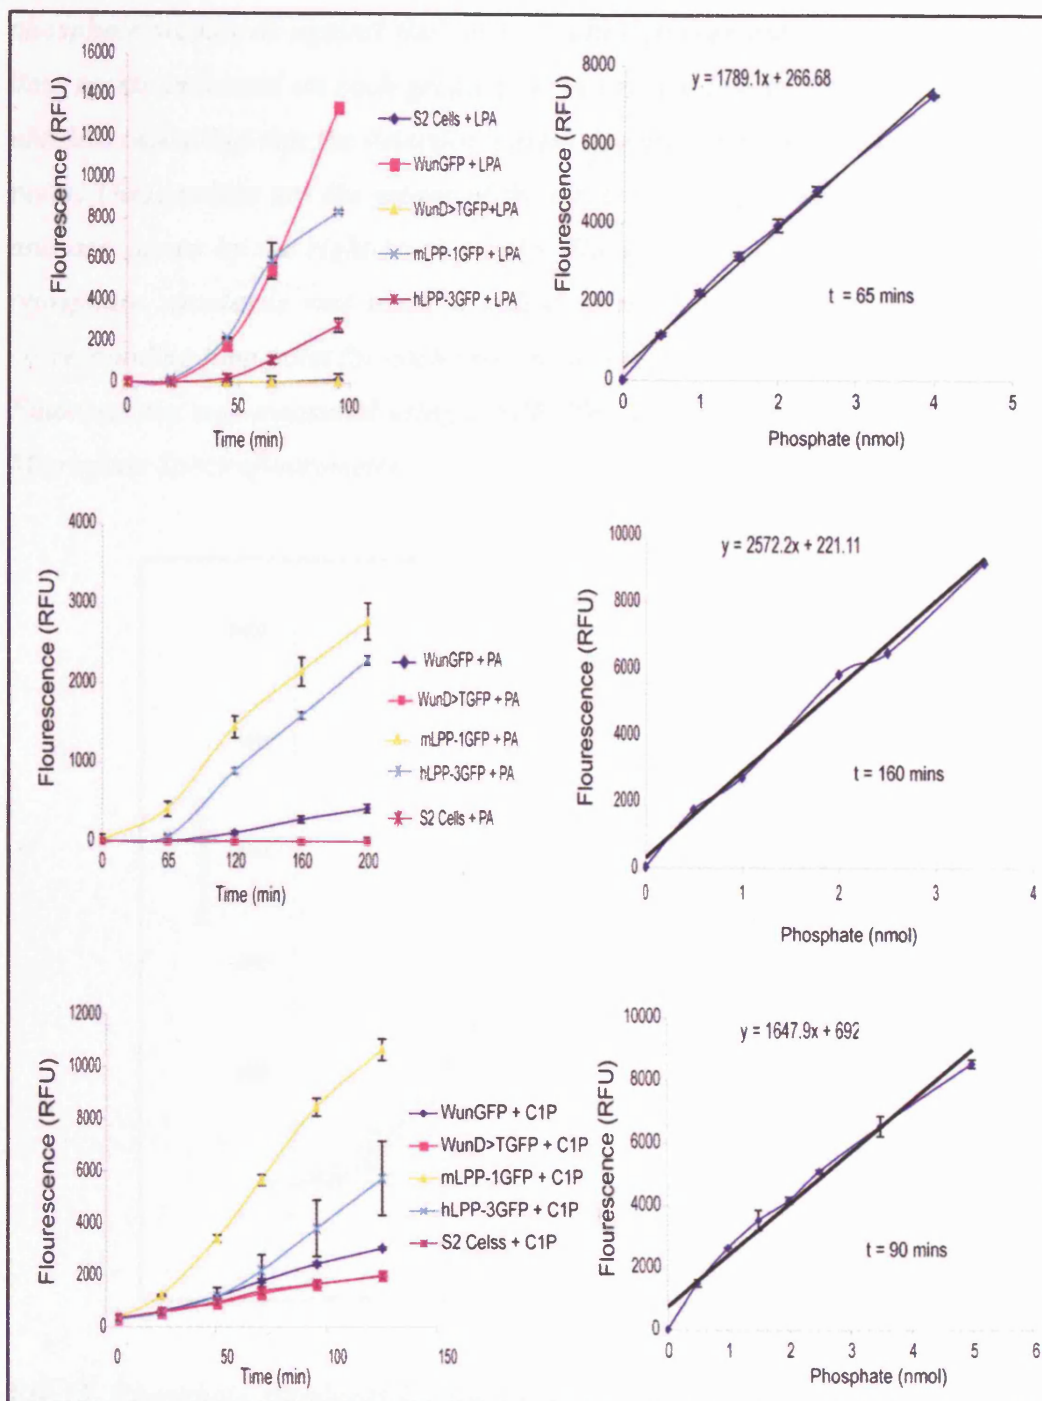 16000
14000
12000
10000
8000
6000
4000
2000
0
Flourescence (RFU)
0
50
100
Time (min)
S2 Cells + LPA
WunGFP + LPA
WunD>TGFP+LPA
mLPP-1GFP + LPA
hLPP-3GFP + LPA
8000
6000
4000
2000
0
Flourescence (RFU)
y = 1789.1x + 266.68
t = 65 mins
0
1
2
3
4
5
Phosphate (nmol)
4000
3000
2000
1000
0
Flourescence (RFU)
0
65
120
160
200
Time (min)
WunGFP + PA
WunD>TGFP + PA
mLPP-1GFP + PA
hLPP-3GFP + PA
S2 Cells + PA
10000
8000
6000
4000
2000
0
Flourescence (RFU)
y = 2572.2x + 221.11
t = 160 mins
0
1
2
3
4
Phosphate (nmol)
12000
10000
8000
6000
4000
2000
0
Flourescence (RFU)
0
50
100
150
Time (min)
WunGFP + C1P
WunD>TGFP + C1P
mLPP-1GFP + C1P
hLPP-3GFP + C1P
S2 Celss + C1P
10000
8000
6000
4000
2000
0
Flourescence (RFU)
y = 1647.9x + 692
t = 90 mins
0
1
2
3
4
5
6
Phosphate (nmol)